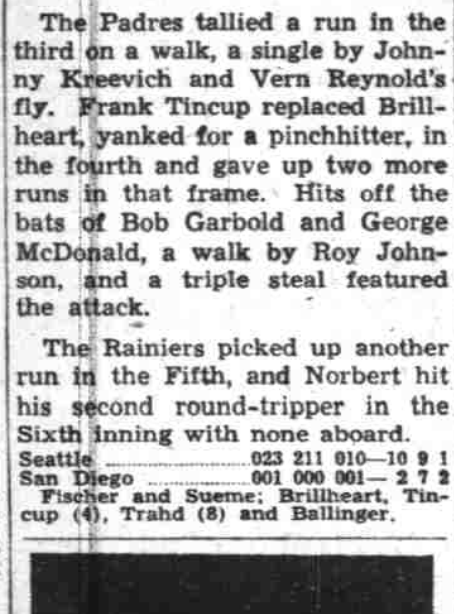 The Padres tallied a run in the
third on a walk, a single by John-
ny Kreevich and Vern Reynold's
fly. Frank Tincup replaced Brill-
heart, yanked for a pinchhitter, in
the fourth and gave up two more
runs in that frame. Hits off the
bats of Bob Garbold and George
McDonald, a walk by Roy John-
son, and a triple steal featured
the attack.
The Rainiers picked up another
run in the Fifth, and Norbert hit
his second round-tripper in the
Sixth inning with none aboard.
Seattle ........................ 023 211 010—10 9 1
San Diego ................ 001 000 001— 2 7 2
Fischer and Sueme; Brillheart, Tin-
cup (4), Trahd (8) and Ballinger.